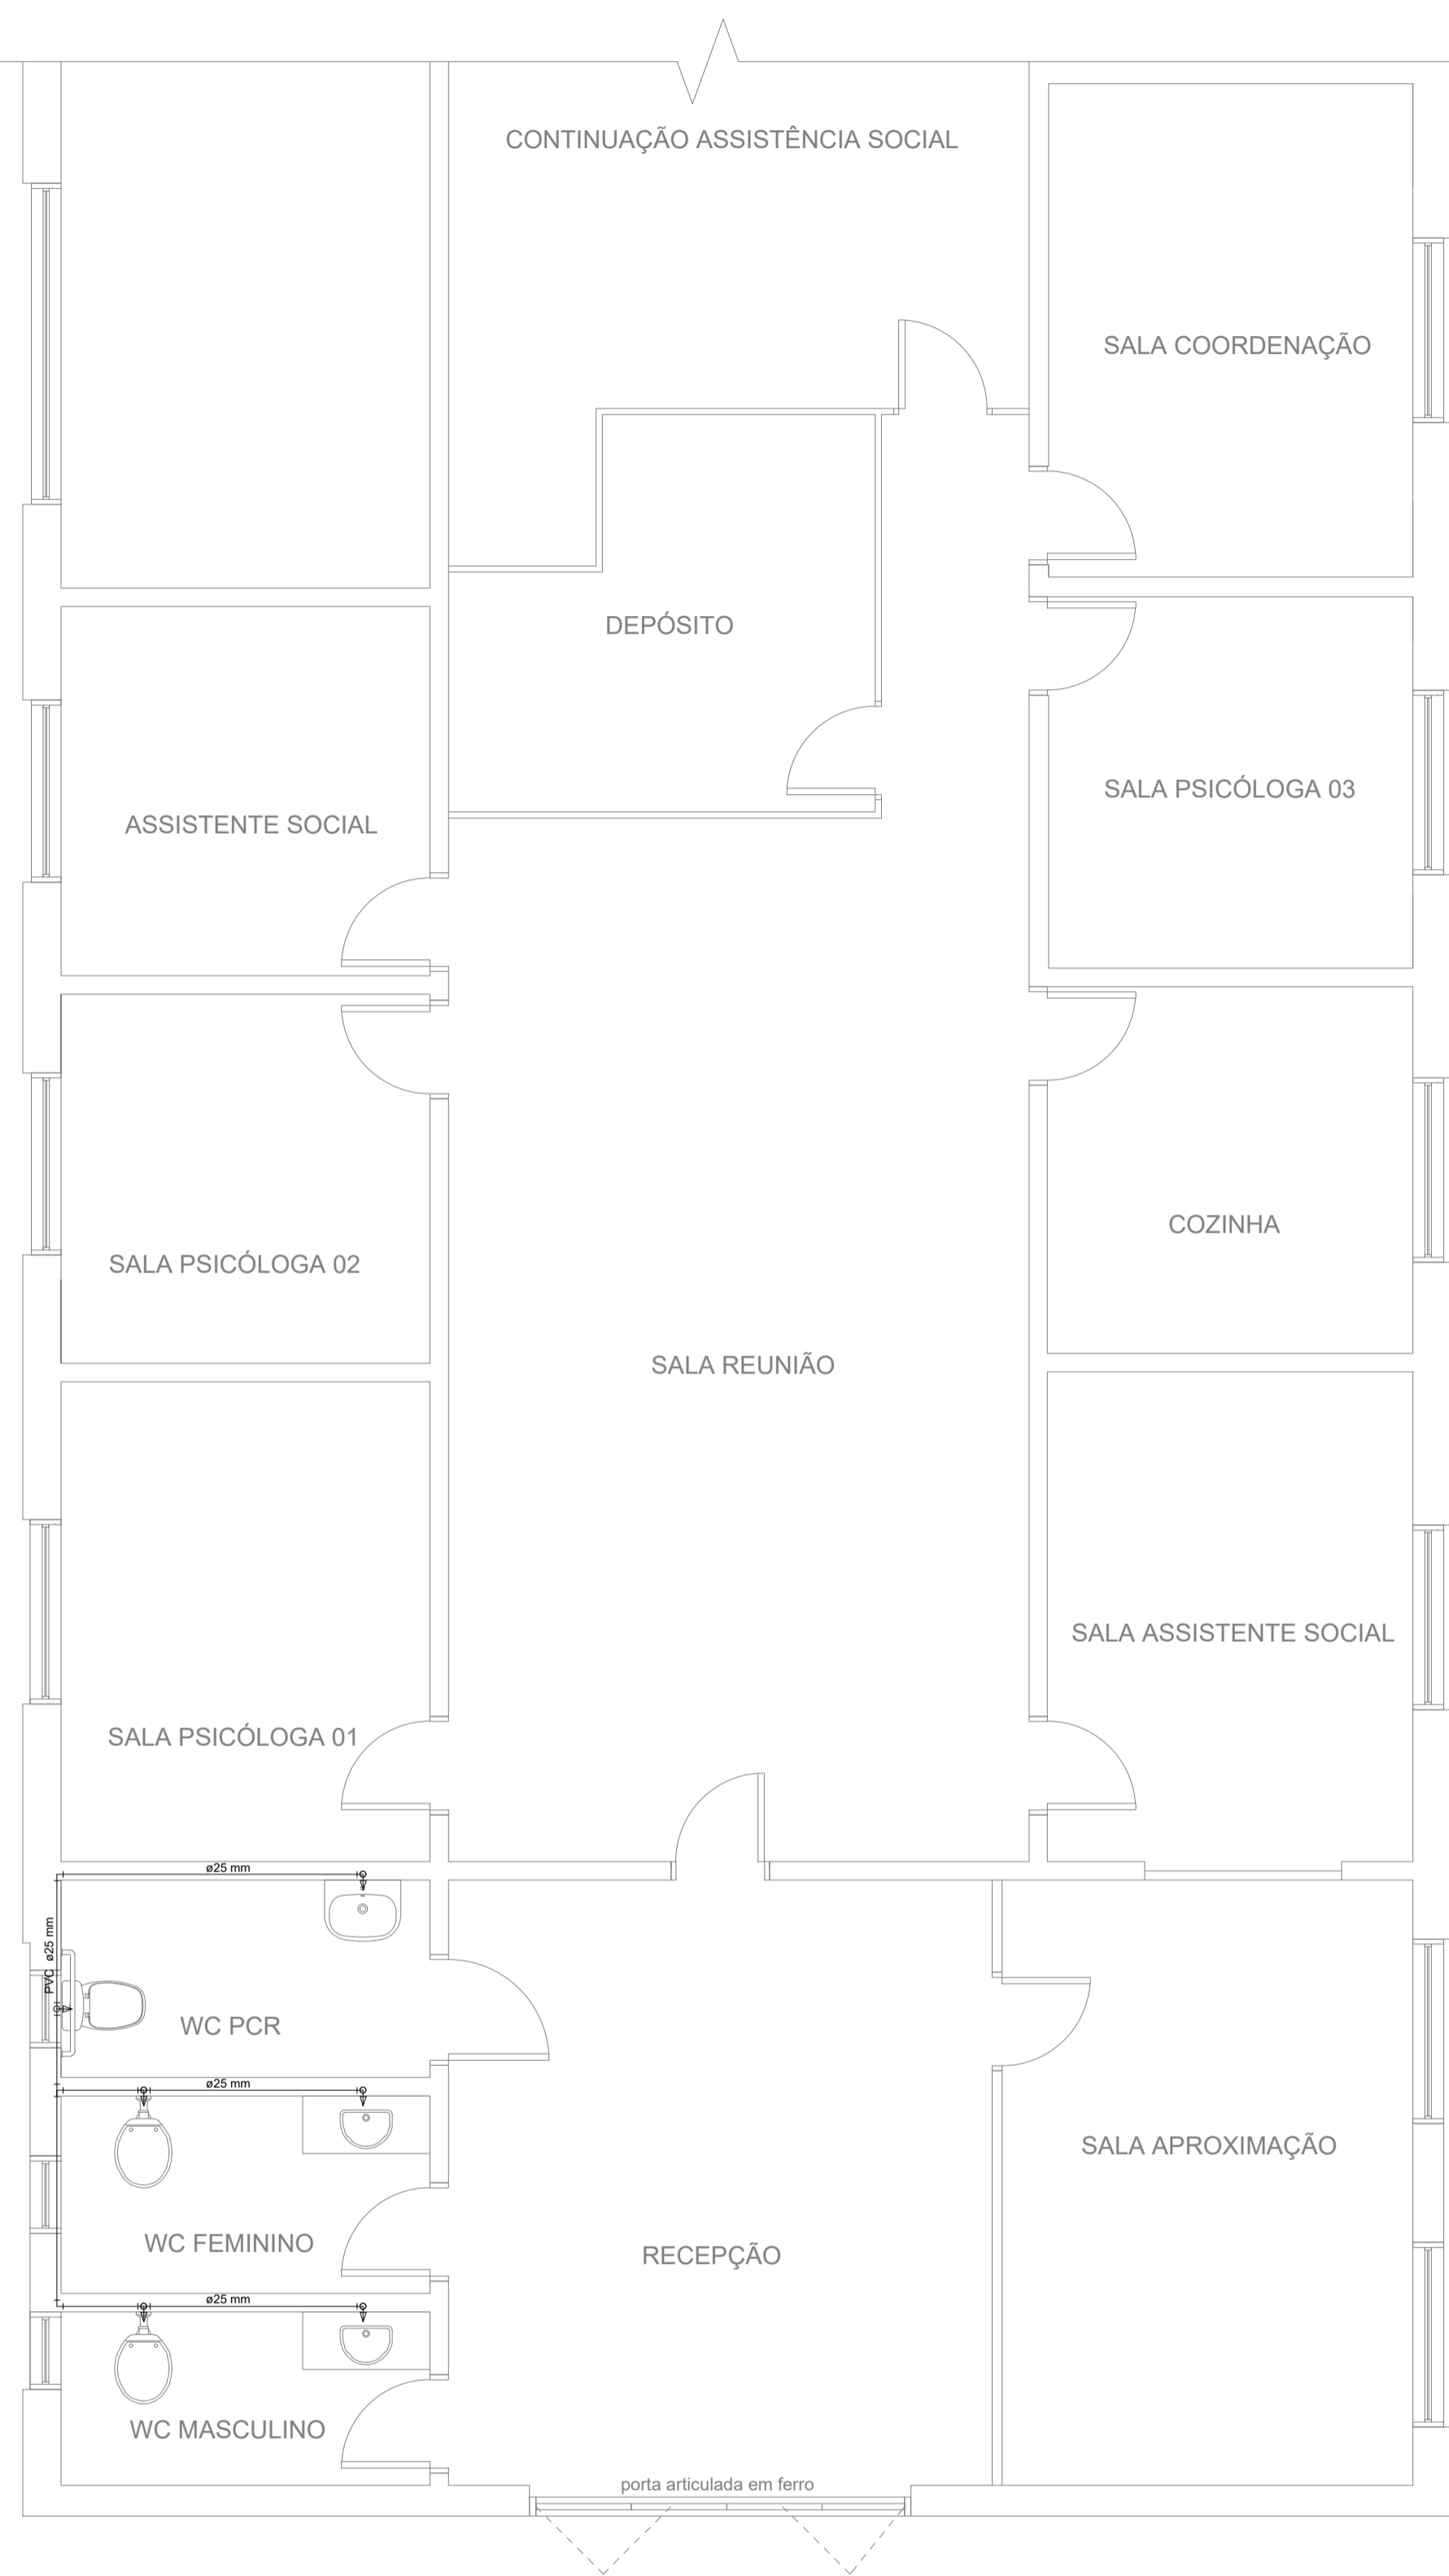 CONTINUAÇÃO ASSISTÊNCIA SOCIAL
SALA COORDENAÇÃO
DEPÓSITO
SALA PSICÓLOGA 03
ASSISTENTE SOCIAL
COZINHA
SALA PSICÓLOGA 02
SALA REUNIÃO
SALA ASSISTENTE SOCIAL
SALA PSICÓLOGA 01
ø25 mm
PVC ø25 mm
WC PCR
ø25 mm
SALA APROXIMAÇÃO
WC FEMININO
RECEPÇÃO
ø25 mm
WC MASCULINO
porta articulada em ferro